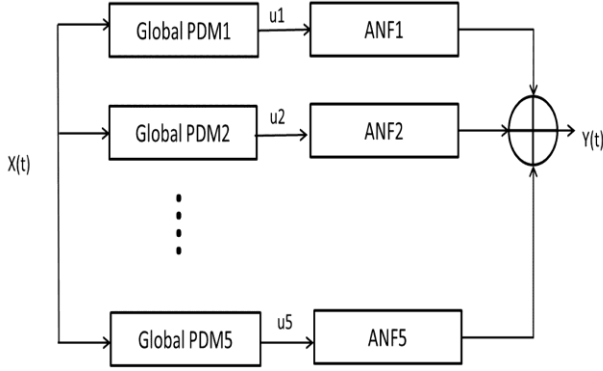 Global PDM1
u1
ANF1
Global PDM2
u2
ANF2
X(t)
Y(t)
Global PDM5
u5
ANF5